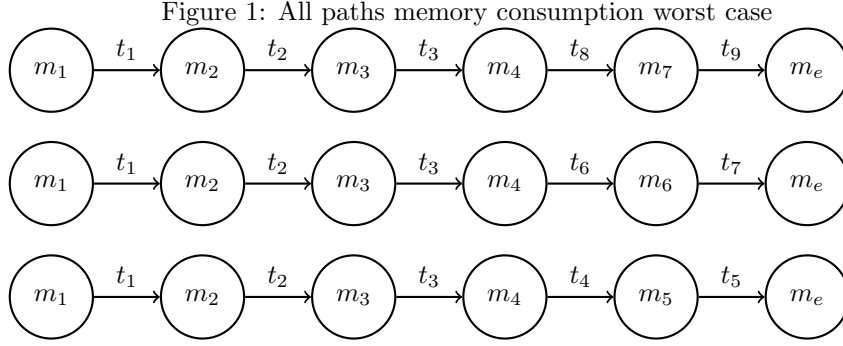 Figure 1: All paths memory consumption worst case
t₁ t₂ t₃ t₈ t₉
m₁ m₂ m₃ m₄ m₇ mₑ
t₁ t₂ t₃ t₆ t₇
m₁ m₂ m₃ m₄ m₆ mₑ
t₁ t₂ t₃ t₄ t₅
m₁ m₂ m₃ m₄ m₅ mₑ